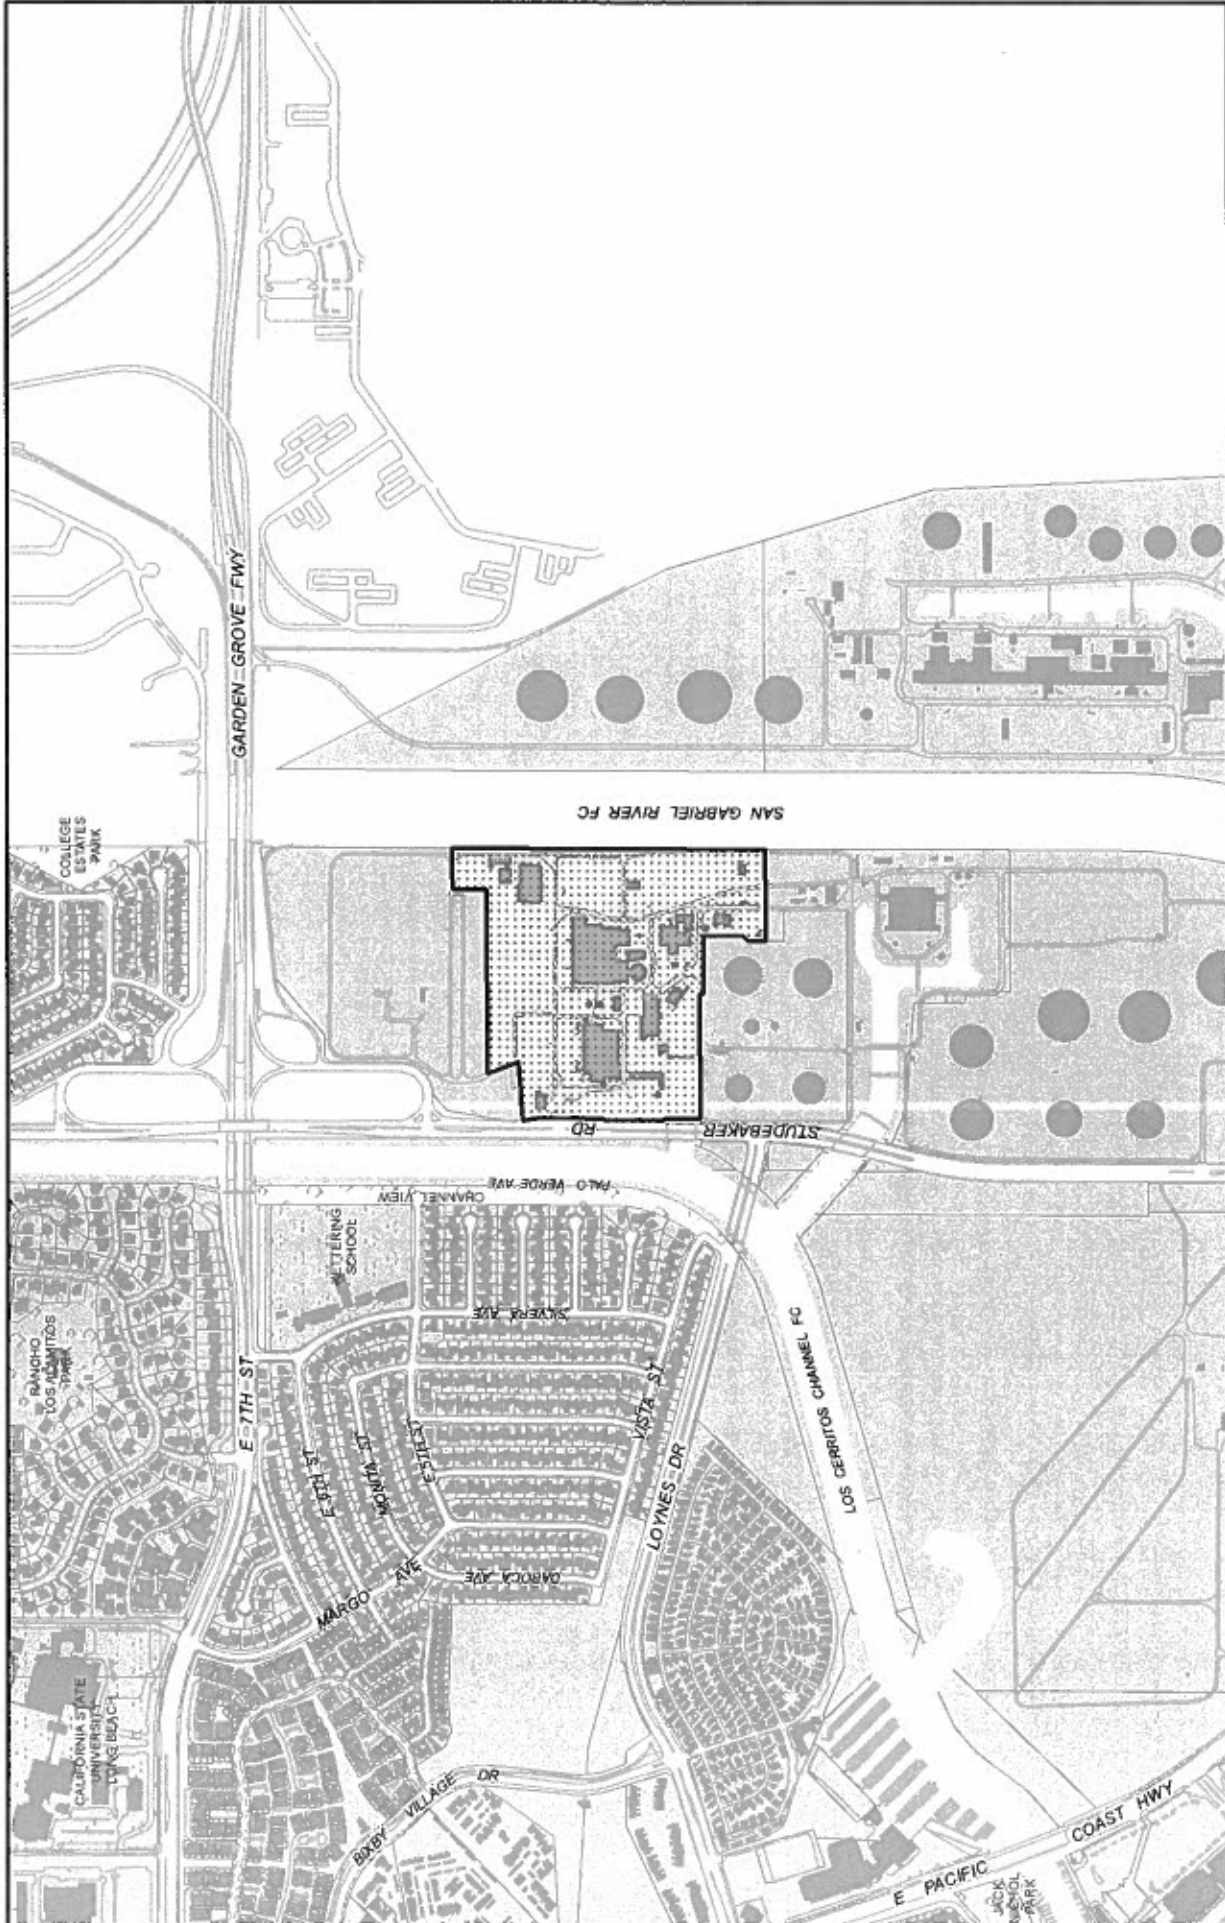 GARDEN GROVE FWY
COLLEGE
ESTATES
PARK
SAN GABRIEL RIVER FC
51
RD
STUDEBAKER
PALO VERDE AVE
CHANNEL VIEW
KETTERING
SCHOOL
RANCHO
LOS ALAMITOS
PARK
E 7TH ST
SILVERA AVE
VISTA ST
LOYNES DR
LOS CERRITOS CHANNEL FC
E 6TH ST
MONITA ST
E 5TH ST
MARGO AVE
DAROCA AVE
CALIFORNIA STATE
UNIVERSITY
LONG BEACH
BIXBY VILLAGE DR
E PACIFIC COAST HWY
JACK
NICHOL
PARK